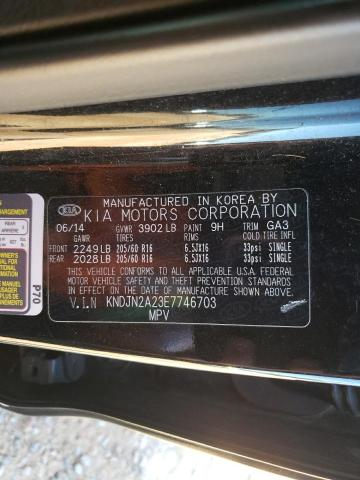 MANUFACTURED IN KOREA BY
KIA KIA MOTORS CORPORATION
06/14 GVWR 3902 LB PAINT 9H TRIM GA3
GAWR TIRES RIMS COLD TIRE INFL
FRONT 2249 LB 205/60 R16 6.5JX16 33psi SINGLE
REAR 2028 LB 205/60 R16 6.5JX16 33psi SINGLE
THIS VEHICLE CONFORMS TO ALL APPLICABLE U.S.A. FEDERAL
MOTOR VEHICLE SAFETY AND THEFT PREVENTION STANDARDS
IN EFFECT ON THE DATE OF MANUFACTURE SHOWN ABOVE.
V.I.N KNDJN2A23E7746703
MPV
P70